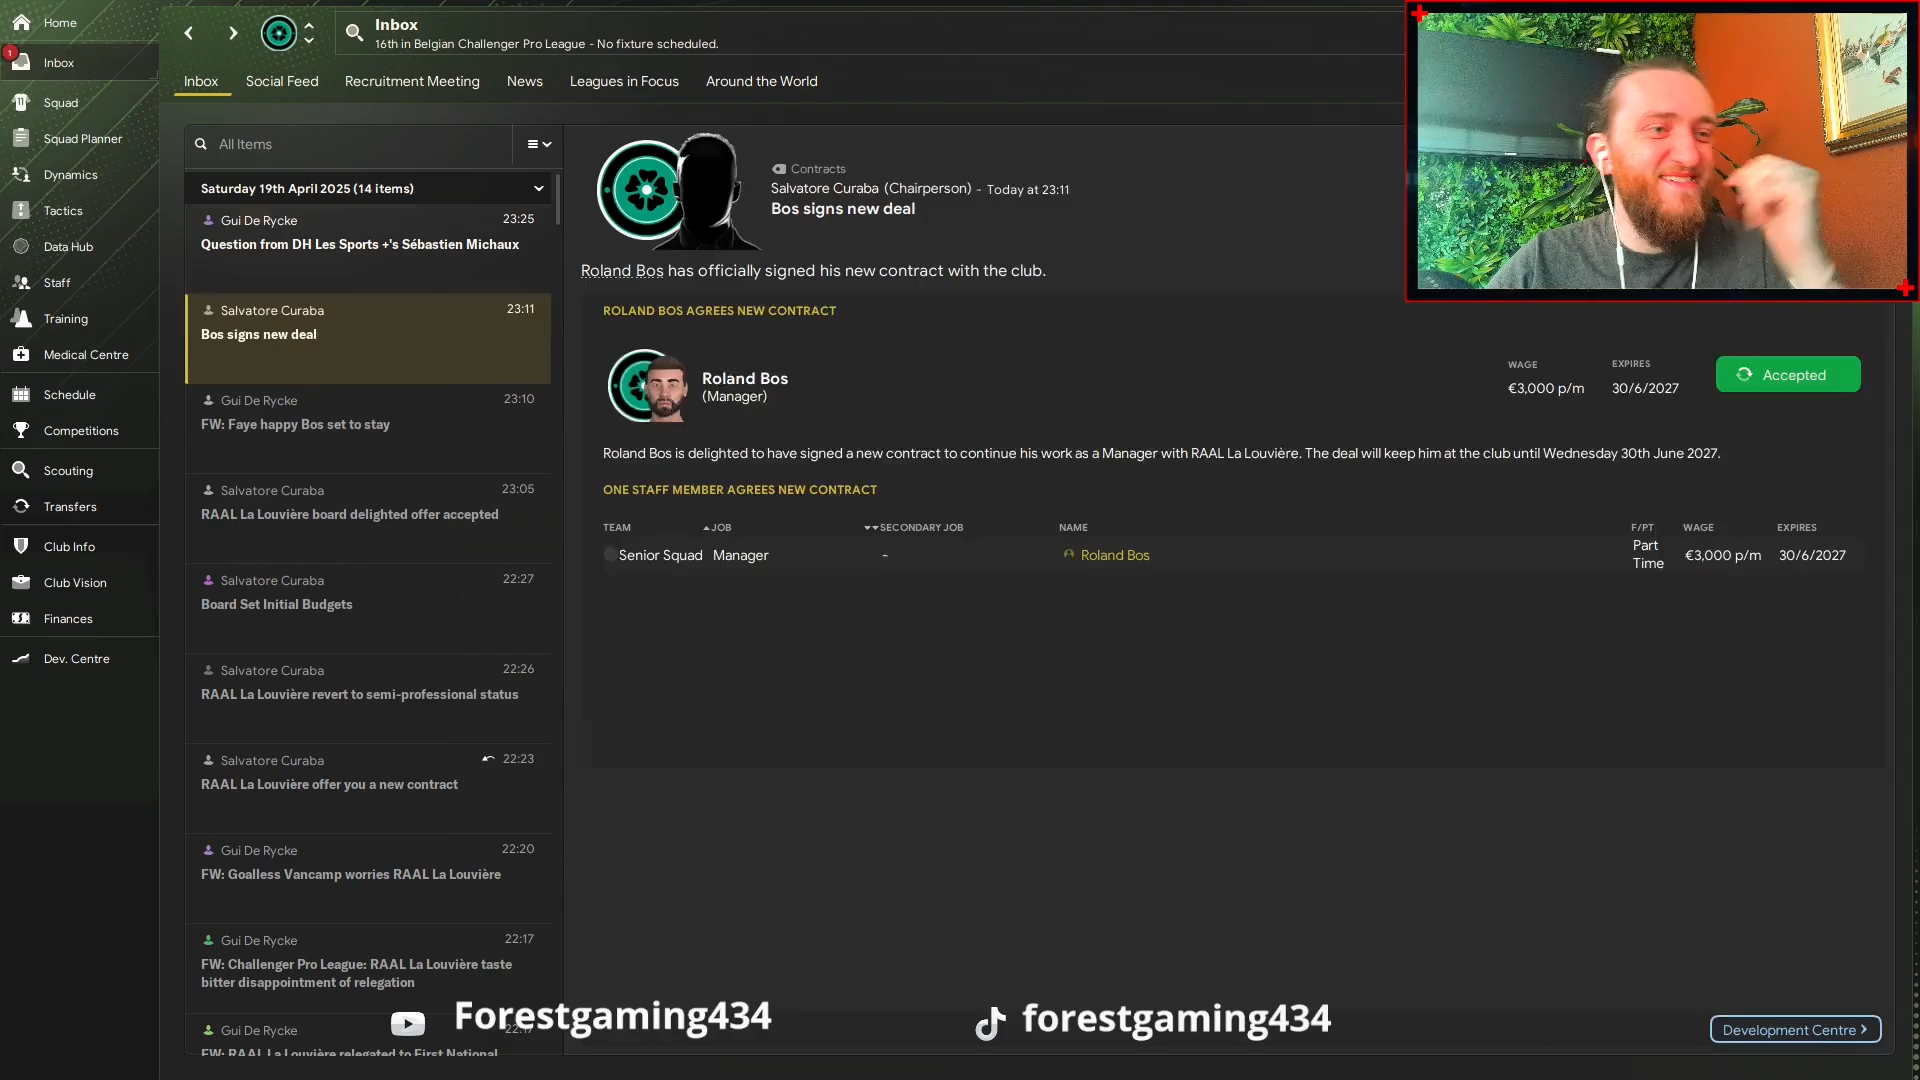 Home
Inbox
Squad
Squad Planner
Dynamics
Tactics
Data Hub
Staff
Training
Medical Centre
Schedule
Competitions
Scouting
Transfers
Club Info
Club Vision
Finances
Dev. Centre
1
Inbox
16th in Belgian Challenger Pro League - No fixture scheduled.
Inbox Social Feed Recruitment Meeting News Leagues in Focus Around the World
All Items
Saturday 19th April 2025 (14 items)
Gui De Rycke 23:25
Question from DH Les Sports +'s Sébastien Michaux
Salvatore Curaba 23:11
Bos signs new deal
Gui De Rycke 23:10
FW: Faye happy Bos set to stay
Salvatore Curaba 23:05
RAAL La Louvière board delighted offer accepted
Salvatore Curaba 22:27
Board Set Initial Budgets
Salvatore Curaba 22:26
RAAL La Louvière revert to semi-professional status
Salvatore Curaba 22:23
RAAL La Louvière offer you a new contract
Gui De Rycke 22:20
FW: Goalless Vancamp worries RAAL La Louvière
Gui De Rycke 22:17
FW: Challenger Pro League: RAAL La Louvière taste
bitter disappointment of relegation
Gui De Rycke
FW: RAAL La Louvière relegated to First National
Contracts
Salvatore Curaba (Chairperson) - Today at 23:11
Bos signs new deal
Roland Bos has officially signed his new contract with the club.
ROLAND BOS AGREES NEW CONTRACT
Roland Bos
(Manager)
WAGE
€3,000 p/m
EXPIRES
30/6/2027
Accepted
Roland Bos is delighted to have signed a new contract to continue his work as a Manager with RAAL La Louvière. The deal will keep him at the club until Wednesday 30th June 2027.
ONE STAFF MEMBER AGREES NEW CONTRACT
TEAM JOB SECONDARY JOB NAME F/PT WAGE EXPIRES
Senior Squad Manager - Roland Bos Part Time €3,000 p/m 30/6/2027
Forestgaming434
forestgaming434
Development Centre